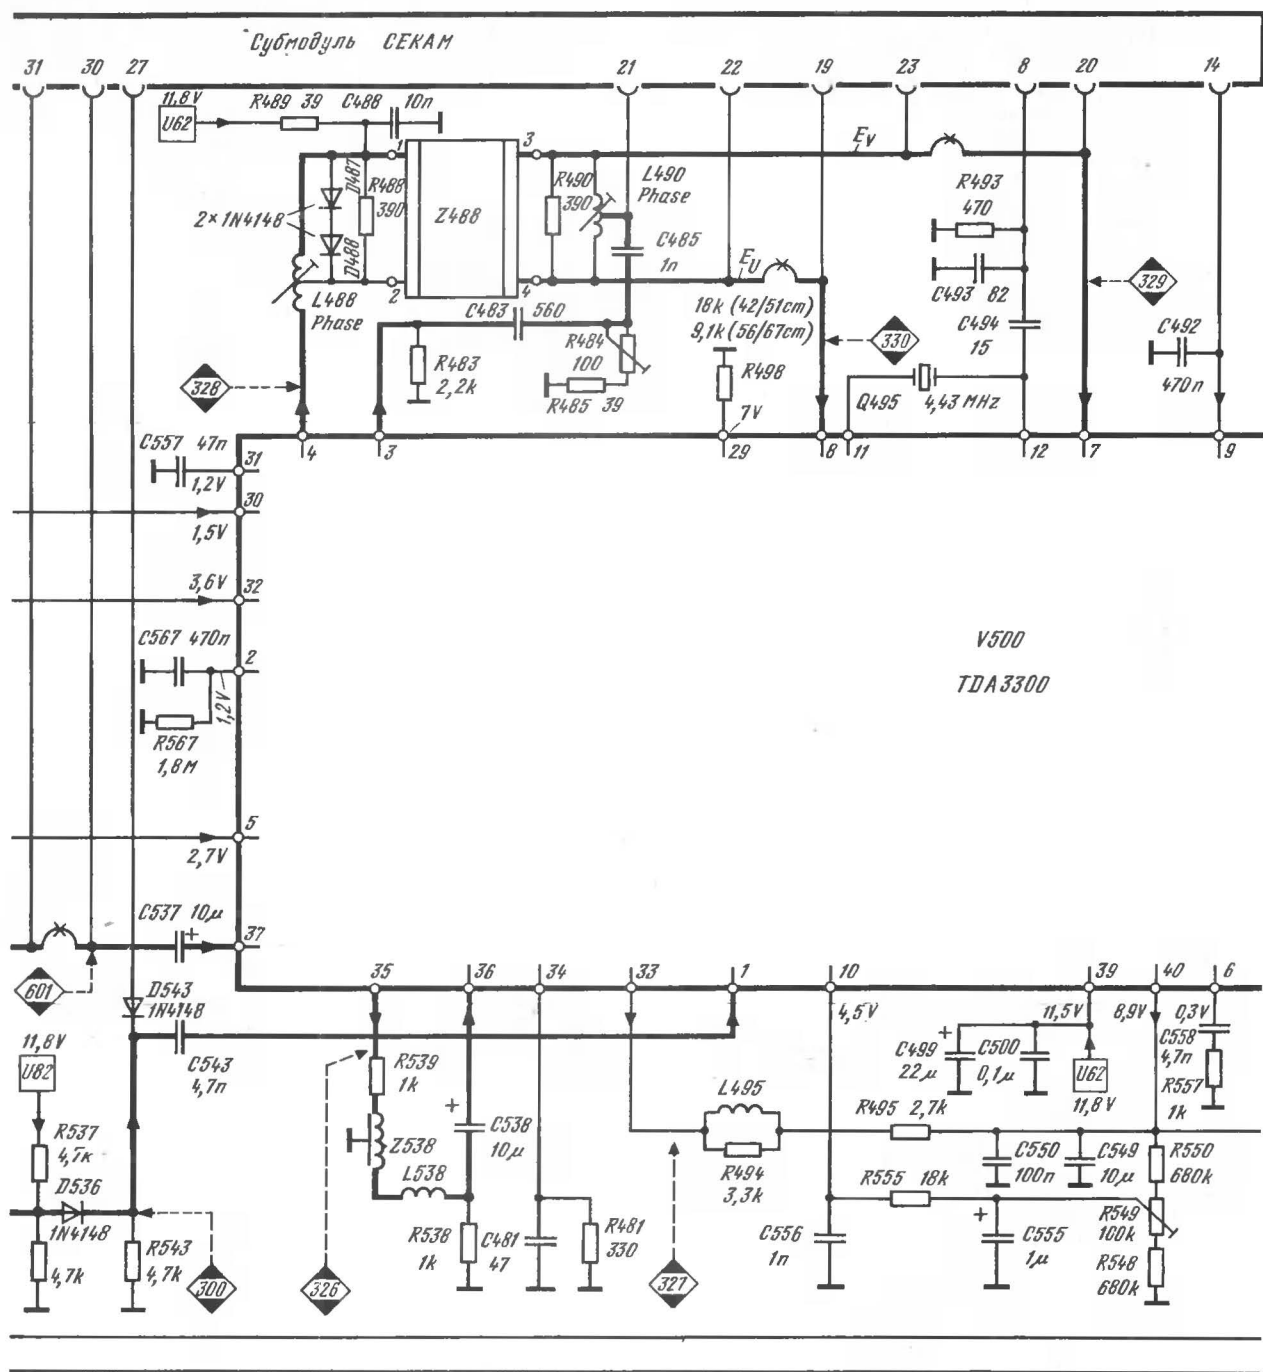 Субмодуль СЕКАМ
31 30 27 21 22 19 23 8 20 14
11,8V
U62
R489 39 C488 10n
1 3
D487
R488
390
2×1N4148
D488
Z488
R490
390
L490
Phase
C485
1n
E_V
E_U
R493
470
C493 82
C494
15
329
2 4
L488
Phase
C483 560
18k (42/51cm)
9,1k (56/67cm)
330
C492
470n
328
R483
2,2k
R484
100
R485 39
R498
Q495 4,43 MHz
7V
4 3 29 8 11 12 7 9
C557 47n
31
1,2V
30
1,5V
3,6V 32
C567 470n
2
1,2V
R567
1,8M
V500
TDA3300
5
2,7V
C537 10μ
+
37
601
35 36 34 33 1 10 39 40 6
D543
1N4148
4,5V 11,5V 8,9V 0,3V
11,8V
U82
C543
4,7n
R539
1k
+
C538
10μ
Z538
L538
L495
R494
3,3k
R495 2,7k
+
C499
22μ
C500
0,1μ
U62
11,8V
C558
4,7n
R557
1k
R537
4,7к
D536
1N4148
C550
100n
C549
10μ
R550
680k
R555 18k
R549
100k
R548
680k
4,7k
R543
4,7k
300
326
R538
1k
C481
47
R481
330
327
C556
1n
+
C555
1μ